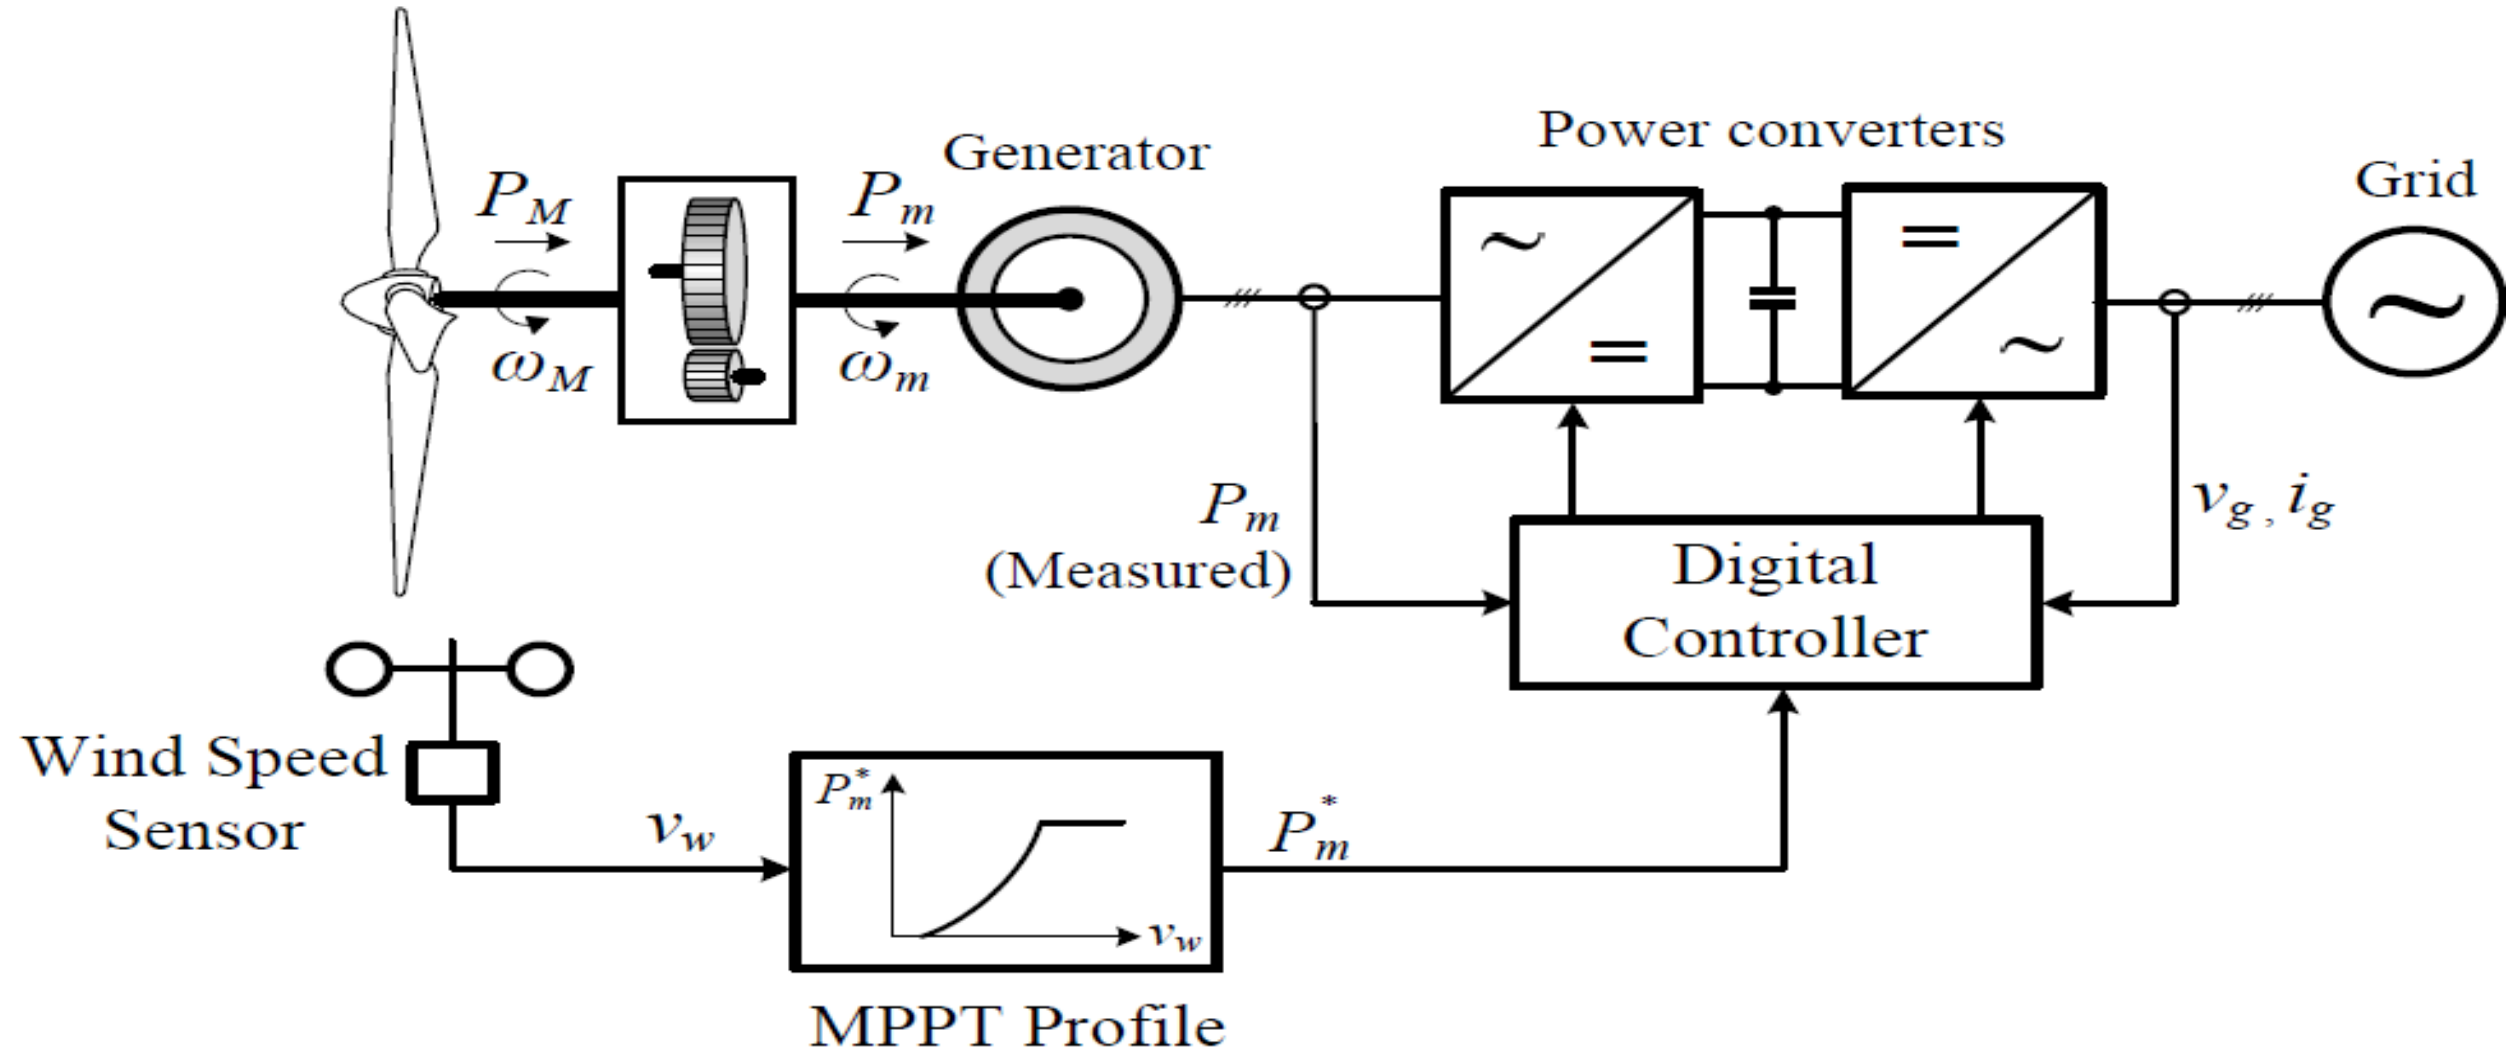 Generator
Power converters
Grid
P_M
P_m
ω_M
ω_m
~
=
=
~
~
P_m
(Measured)
v_g, i_g
Digital
Controller
Wind Speed
Sensor
v_w
P_m^*
v_w
P_m^*
MPPT Profile